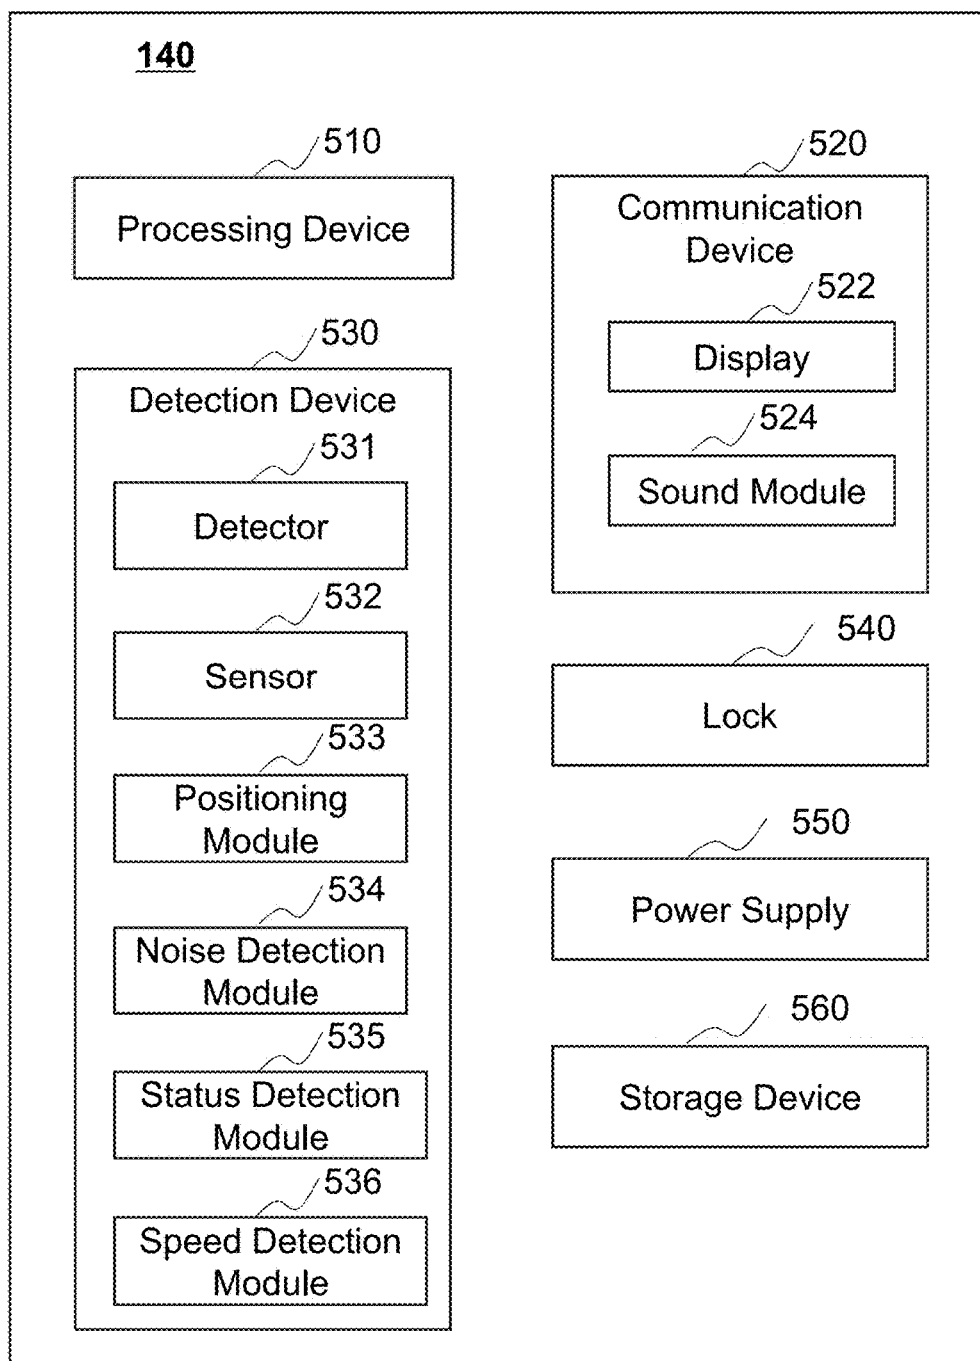 140
510
Processing Device
520
Communication
Device
522
Display
524
Sound Module
530
Detection Device
531
Detector
532
Sensor
533
Positioning
Module
534
Noise Detection
Module
535
Status Detection
Module
536
Speed Detection
Module
540
Lock
550
Power Supply
560
Storage Device